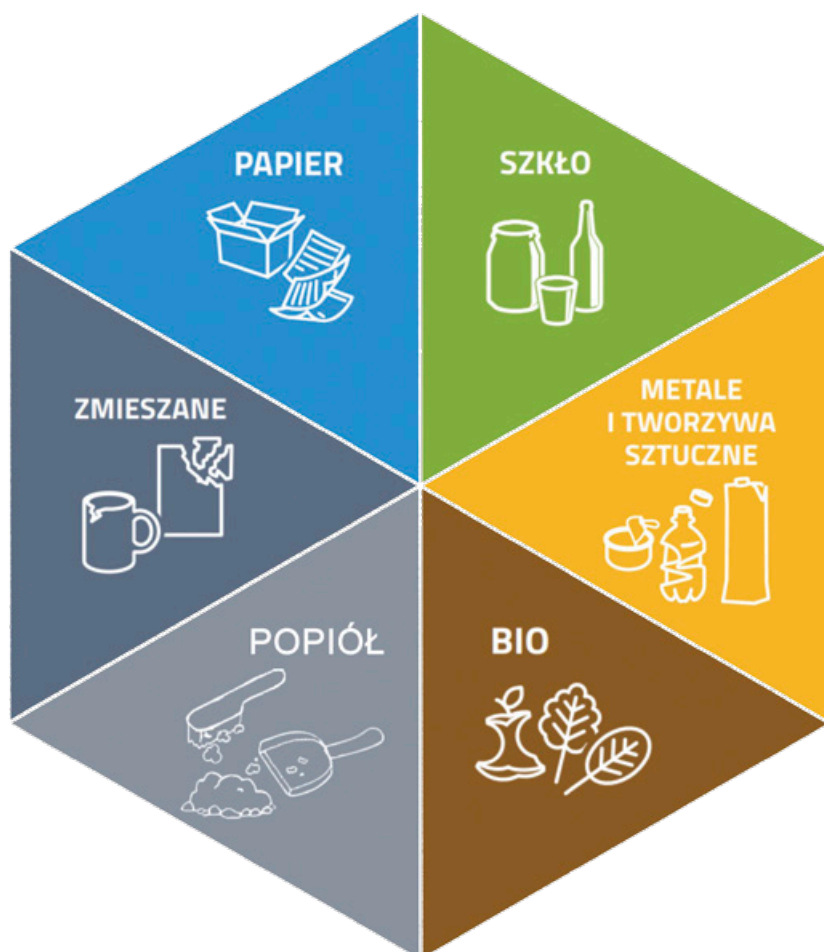 PAPIER
SZKŁO
ZMIESZANE
METALE
I TWORZYWA
SZTUCZNE
POPIÓŁ
BIO